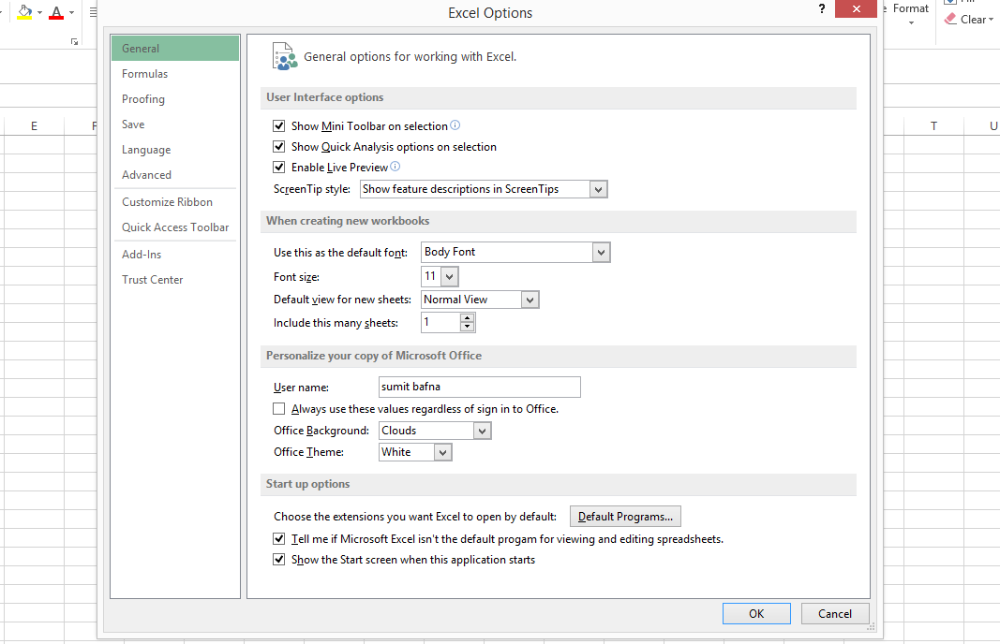 Excel Options
?
Format
Clear
A
General
Formulas
Proofing
Save
Language
Advanced
Customize Ribbon
Quick Access Toolbar
Add-Ins
Trust Center
General options for working with Excel.
User Interface options
Show Mini Toolbar on selection
Show Quick Analysis options on selection
Enable Live Preview
ScreenTip style: Show feature descriptions in ScreenTips
When creating new workbooks
Use this as the default font: Body Font
Font size: 11
Default view for new sheets: Normal View
Include this many sheets: 1
Personalize your copy of Microsoft Office
User name: sumit bafna
Always use these values regardless of sign in to Office.
Office Background: Clouds
Office Theme: White
Start up options
Choose the extensions you want Excel to open by default: Default Programs...
Tell me if Microsoft Excel isn't the default progam for viewing and editing spreadsheets.
Show the Start screen when this application starts
OK Cancel
E F T U